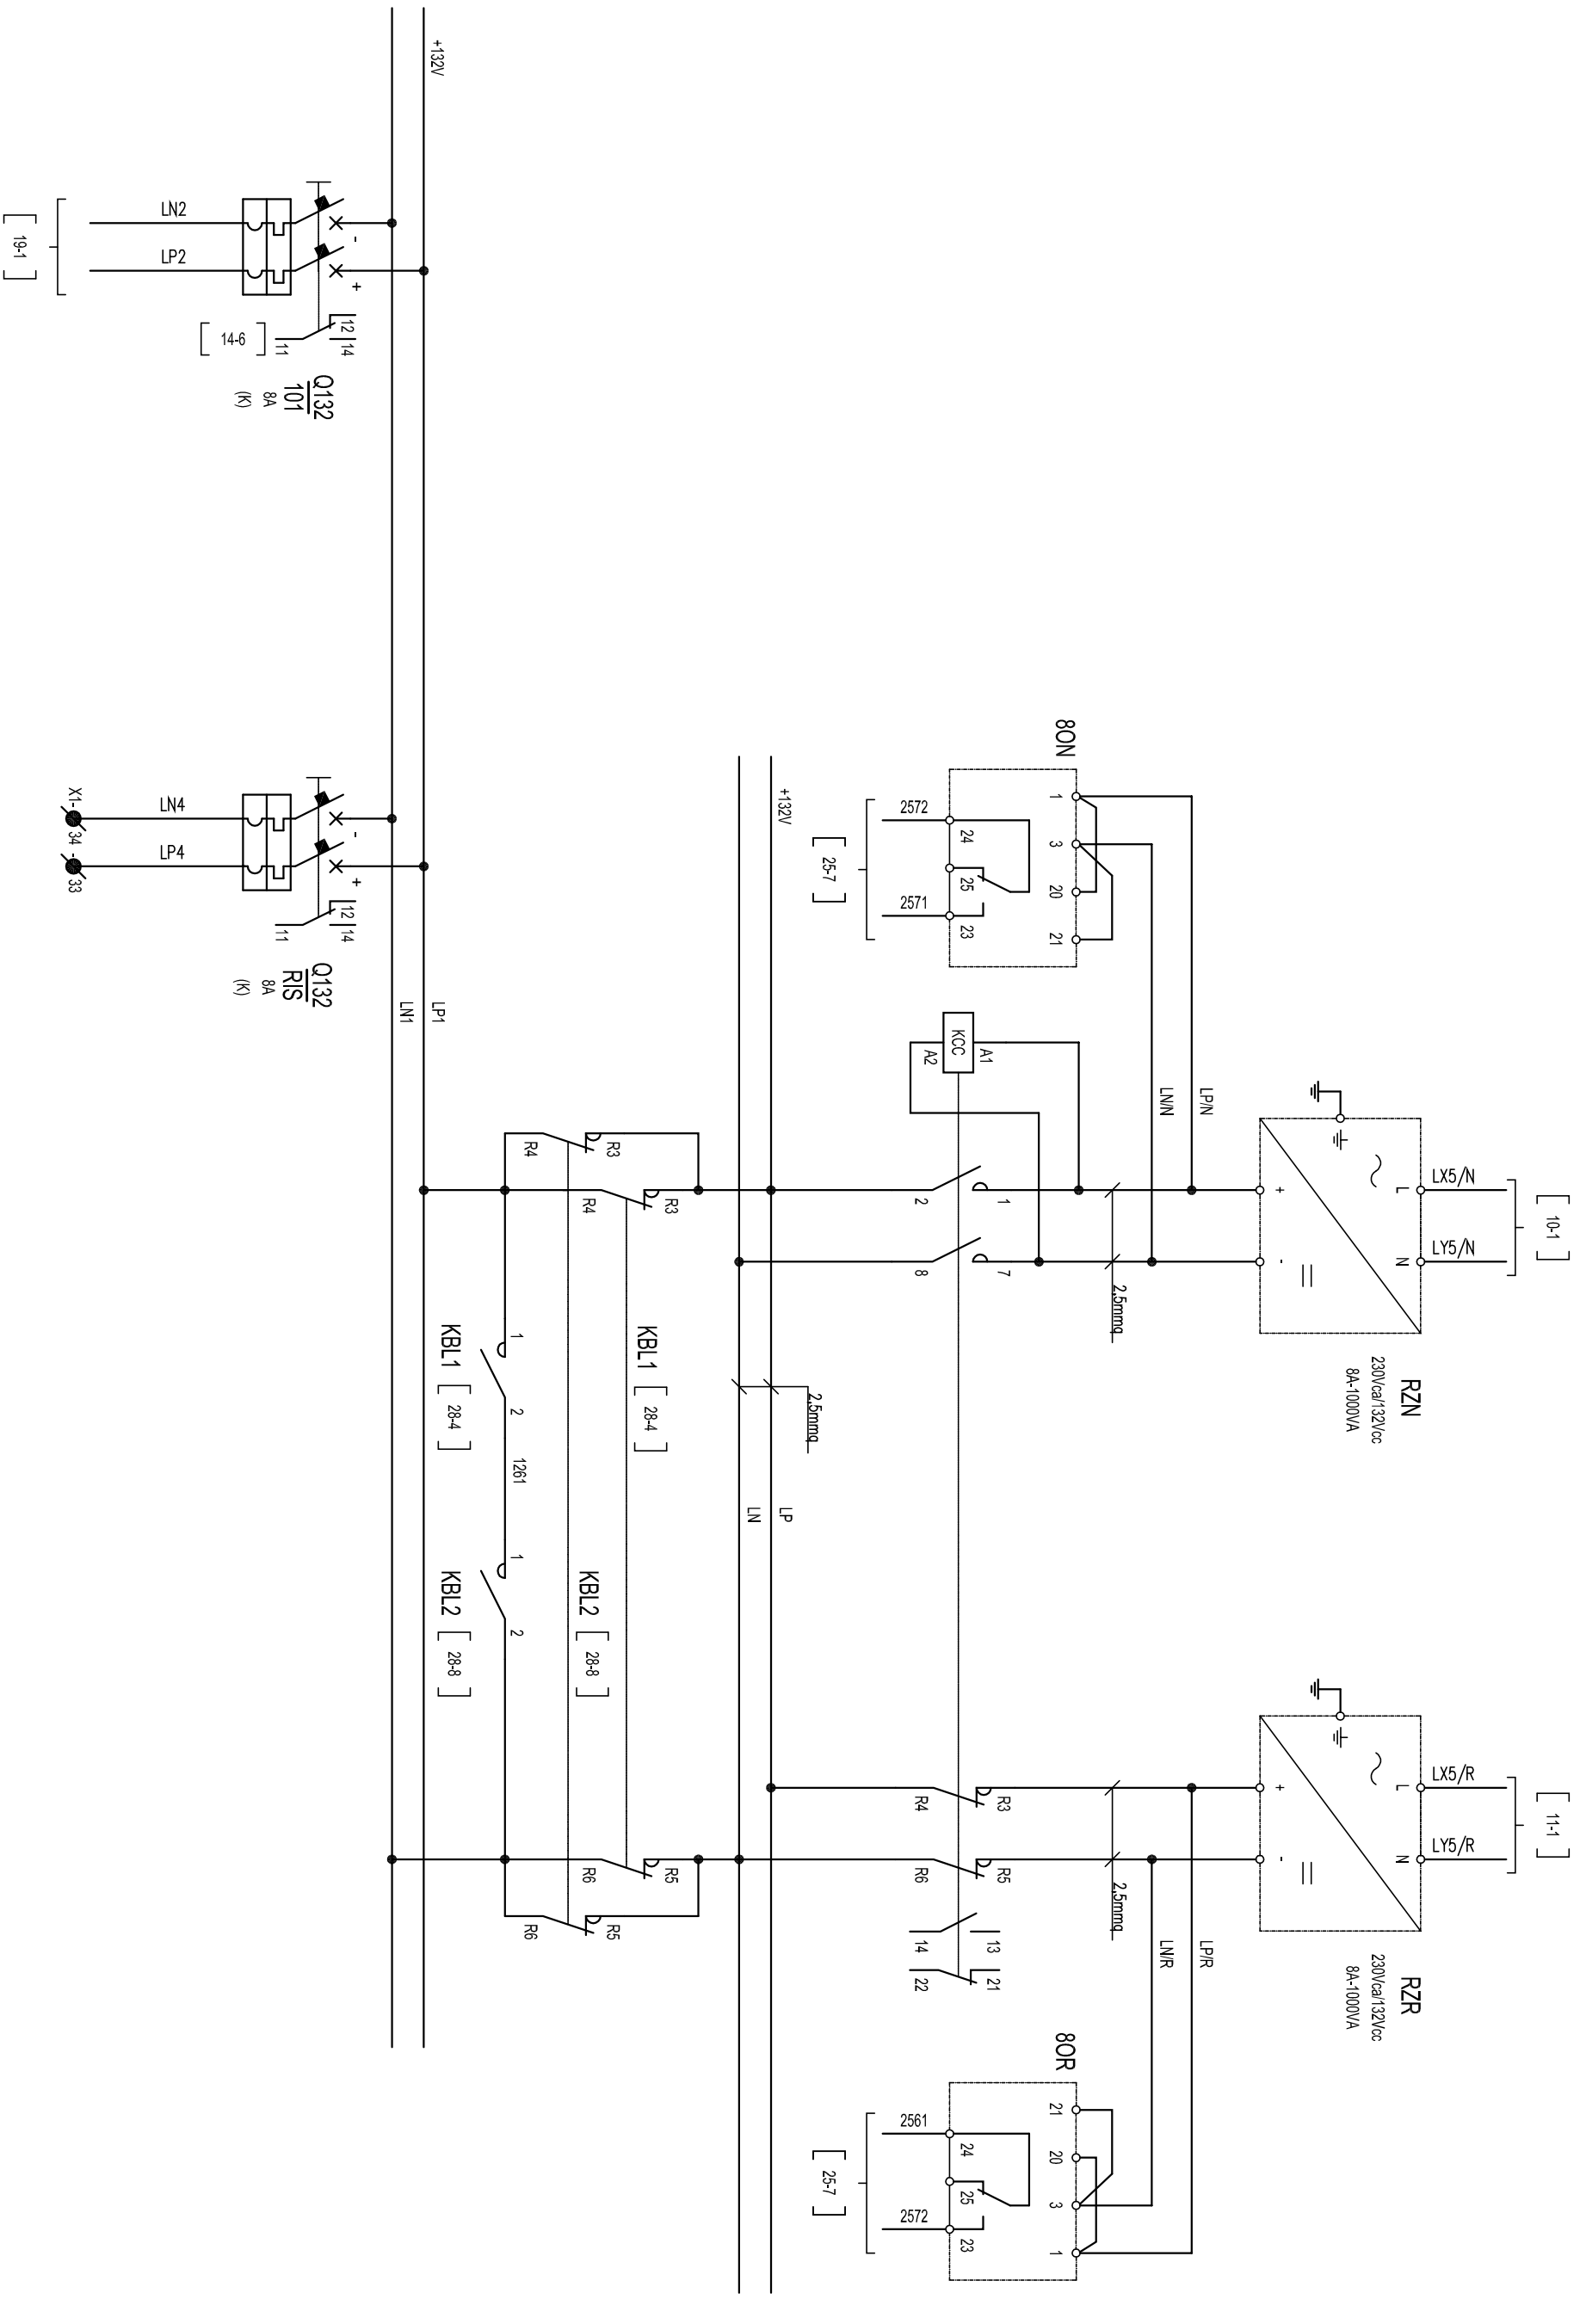 +132V
LN2
LP2
19-1
-
+
12
14
11
14-6
Q132
101
8A
(K)
X1-
34
-
33
LN4
LP4
-
+
12
14
11
Q132
RIS
8A
(K)
LP1
LN1
8ON
1
3
20
21
24
25
23
2572
2571
25-7
+132V
KCC
A1
A2
LP/N
LN/N
10-1
LX5/N
LY5/N
L
N
+
-
RZN
230Vca/132Vcc
8A-1000VA
2,5mmq
1
2
7
8
2,5mmq
LP
LN
R3
R4
R3
R4
KBL1
28-4
KBL2
28-8
1
2
KBL1
28-4
1261
1
2
KBL2
28-8
R5
R6
R5
R6
11-1
LX5/R
LY5/R
L
N
+
-
RZR
230Vca/132Vcc
8A-1000VA
2,5mmq
LP/R
LN/R
R3
R4
R5
R6
13
14
21
22
8OR
21
20
3
1
24
25
23
2561
2572
25-7